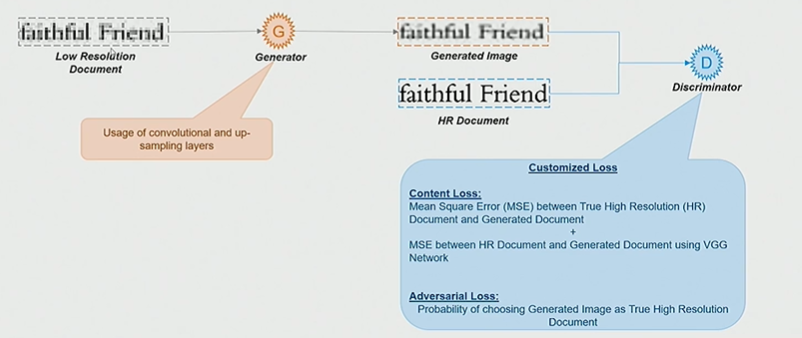 faithful Friend
Low Resolution
Document
G
Generator
faithful Friend
Generated Image
faithful Friend
HR Document
D
Discriminator
Usage of convolutional and up-
sampling layers
Customized Loss
Content Loss:
Mean Square Error (MSE) between True High Resolution (HR)
Document and Generated Document
+
MSE between HR Document and Generated Document using VGG
Network
Adversarial Loss:
Probability of choosing Generated Image as True High Resolution
Document